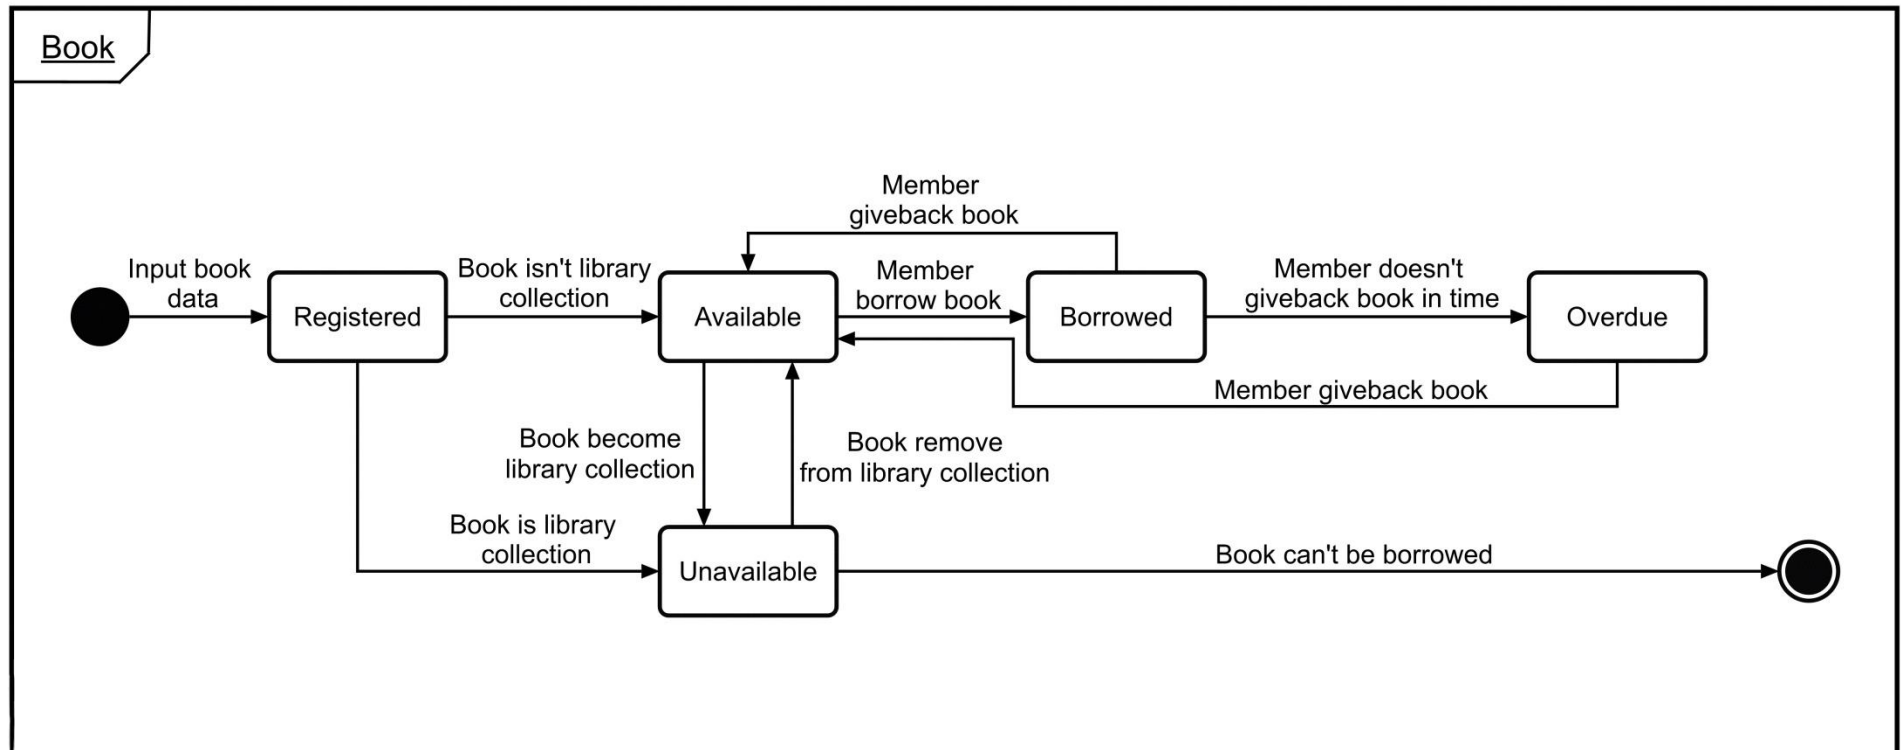 Book
Member
giveback book
Input book
data
Book isn't library
collection
Member
borrow book
Member doesn't
giveback book in time
Registered
Available
Borrowed
Overdue
Member giveback book
Book become
library collection
Book remove
from library collection
Book is library
collection
Unavailable
Book can't be borrowed